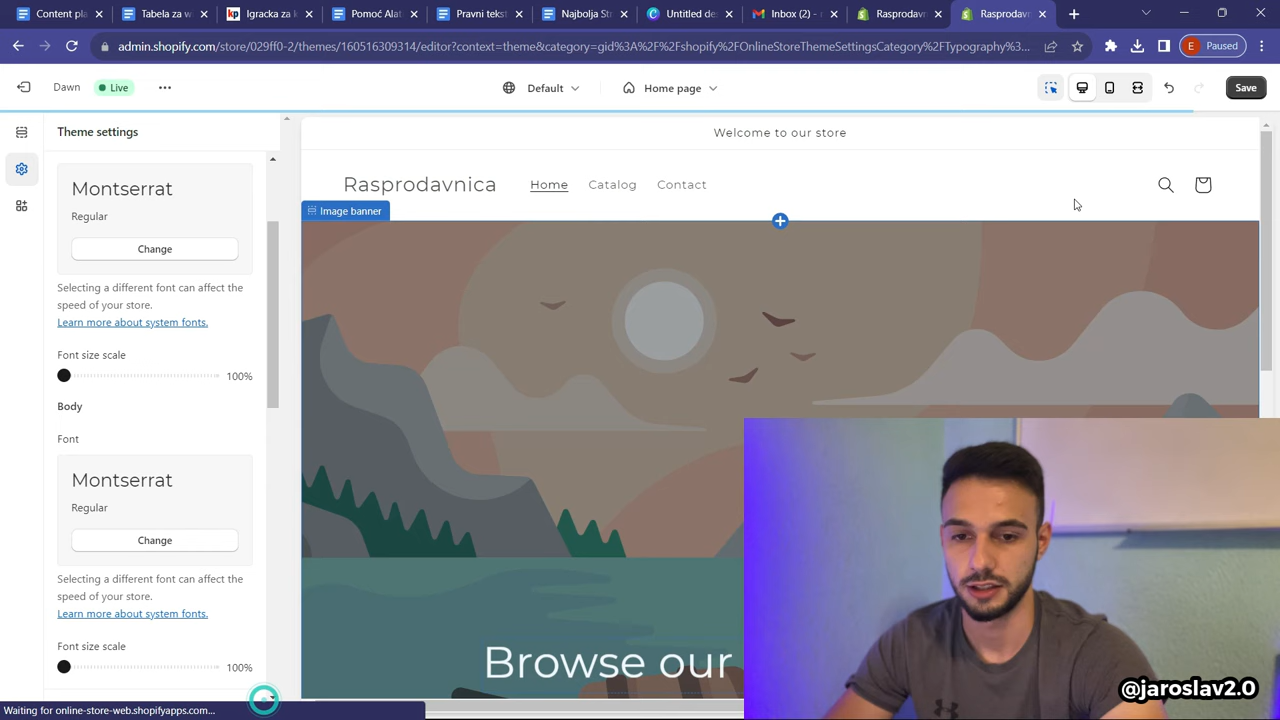 Content pla
Tabela za w
Igracka za k
Pomoć Alat
Pravni tekst
Najbolja Str
Untitled de
Inbox (2) -
Rasprodav
Rasprodavn
admin.shopify.com/store/029ff0-2/themes/160516309314/editor?context=theme&category=gid%3A%2F%2Fshopify%2FOnlineStoreThemeSettingsCategory%2FTypography%3...
E Paused
Dawn
Live
Default
Home page
Save
Theme settings
Montserrat
Regular
Change
Selecting a different font can affect the
speed of your store.
Learn more about system fonts.
Font size scale
100%
Body
Font
Montserrat
Regular
Change
Selecting a different font can affect the
speed of your store.
Learn more about system fonts.
Font size scale
100%
Waiting for online-store-web.shopifyapps.com...
Welcome to our store
Rasprodavnica
Home
Catalog
Contact
Image banner
Browse our
@jaroslav2.0